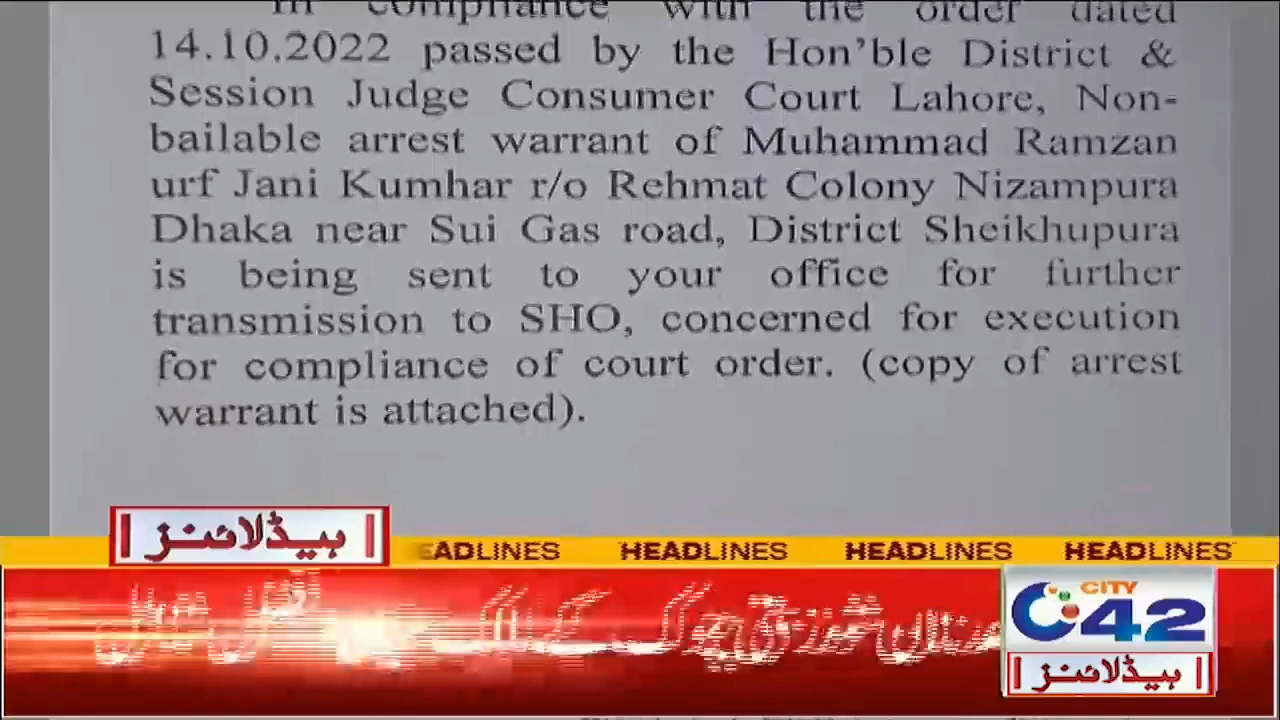 In compliance with the order dated
14.10.2022 passed by the Hon'ble District &
Session Judge Consumer Court Lahore, Non-
bailable arrest warrant of Muhammad Ramzan
urf Jani Kumhar r/o Rehmat Colony Nizampura
Dhaka near Sui Gas road, District Sheikhupura
is being sent to your office for further
transmission to SHO, concerned for execution
for compliance of court order. (copy of arrest
warrant is attached).
ہیڈلائنز
EADLINES HEADLINES HEADLINES HEADLINES
چوک کے
CITY
42
ہیڈلائنز